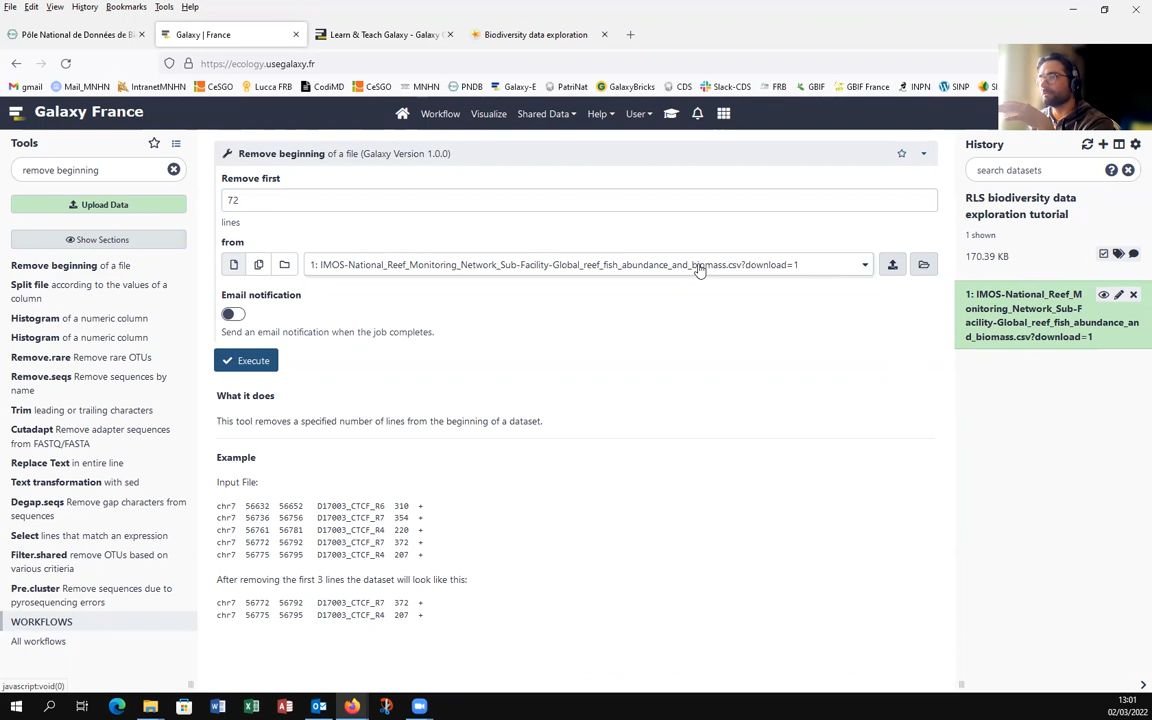 File Edit View History Bookmarks Tools Help
Pôle National de Données de Bi
Galaxy | France
Learn & Teach Galaxy - Galaxy C
Biodiversity data exploration
https://ecology.usegalaxy.fr
gmail Mail_MNHN IntranetMNHN CeSGO Lucca FRB CodiMD CeSGO MNHN PNDB Galaxy-E PatriNat GalaxyBricks CDS Slack-CDS FRB GBIF GBIF France INPN SINP
Galaxy France
Workflow Visualize Shared Data Help User
Tools
remove beginning
Upload Data
Show Sections
Remove beginning of a file
Split file according to the values of a
column
Histogram of a numeric column
Histogram of a numeric column
Remove.rare Remove rare OTUs
Remove.seqs Remove sequences by
name
Trim leading or trailing characters
Cutadapt Remove adapter sequences
from FASTQ/FASTA
Replace Text in entire line
Text transformation with sed
Degap.seqs Remove gap characters from
sequences
Select lines that match an expression
Filter.shared remove OTUs based on
various critieria
Pre.cluster Remove sequences due to
pyrosequencing errors
WORKFLOWS
All workflows
javascript:void(0)
Remove beginning of a file (Galaxy Version 1.0.0)
Remove first
72
lines
from
1: IMOS-National_Reef_Monitoring_Network_Sub-Facility-Global_reef_fish_abundance_and_biomass.csv?download=1
Email notification
Send an email notification when the job completes.
Execute
What it does
This tool removes a specified number of lines from the beginning of a dataset.
Example
Input File:
chr7 56632 56652 D17003_CTCF_R6 310 +
chr7 56736 56756 D17003_CTCF_R7 354 +
chr7 56761 56781 D17003_CTCF_R4 220 +
chr7 56772 56792 D17003_CTCF_R7 372 +
chr7 56775 56795 D17003_CTCF_R4 207 +
After removing the first 3 lines the dataset will look like this:
chr7 56772 56792 D17003_CTCF_R7 372 +
chr7 56775 56795 D17003_CTCF_R4 207 +
History
search datasets
RLS biodiversity data
exploration tutorial
1 shown
170.39 KB
1: IMOS-National_Reef_M
onitoring_Network_Sub-F
acility-Global_reef_fish_abundance_an
d_biomass.csv?download=1
13:01
02/03/2022